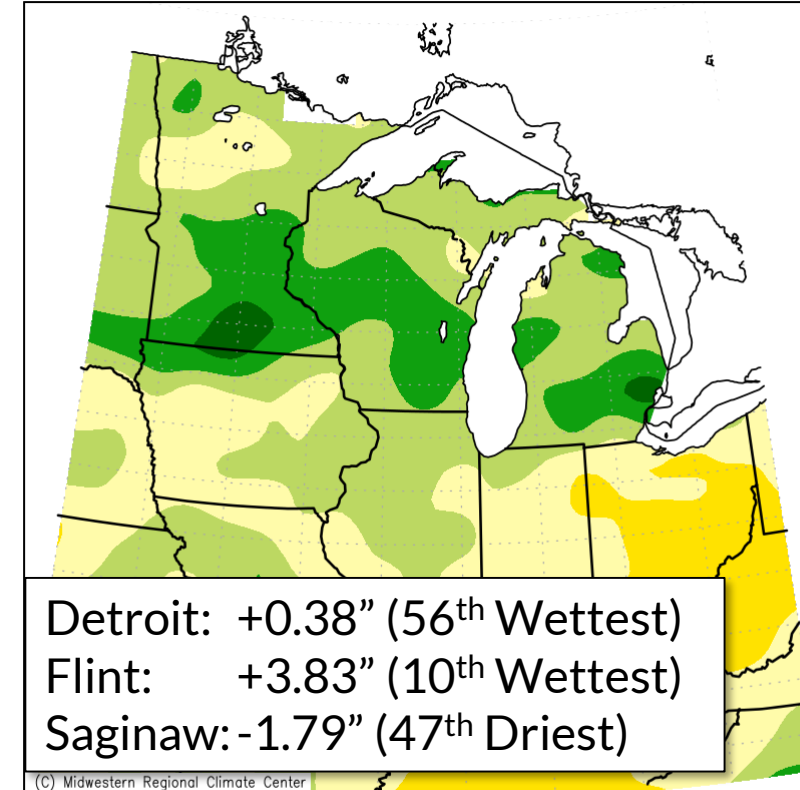 Detroit: +0.38” (56th Wettest)
Flint: +3.83” (10th Wettest)
Saginaw: -1.79” (47th Driest)
(C) Midwestern Regional Climate Center